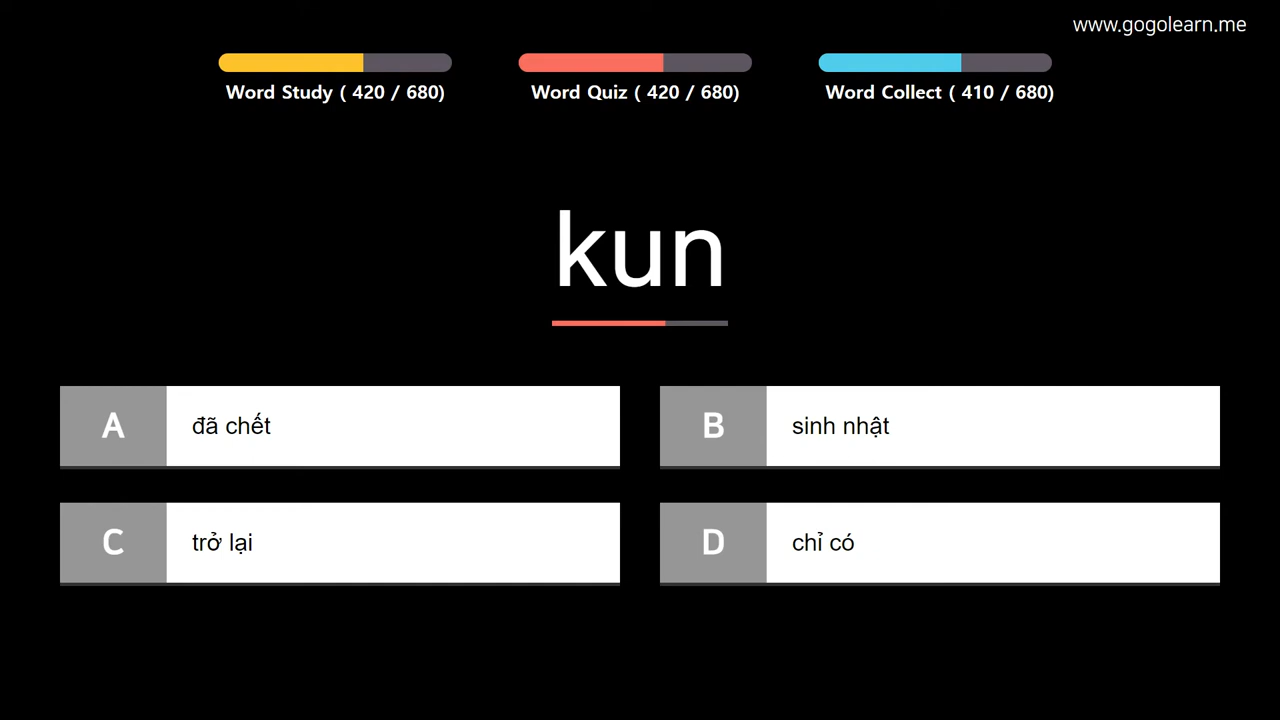 www.gogolearn.me
Word Study ( 420 / 680)
Word Quiz ( 420 / 680)
Word Collect ( 410 / 680)
kun
A
đã chết
B
sinh nhật
C
trở lại
D
chỉ có